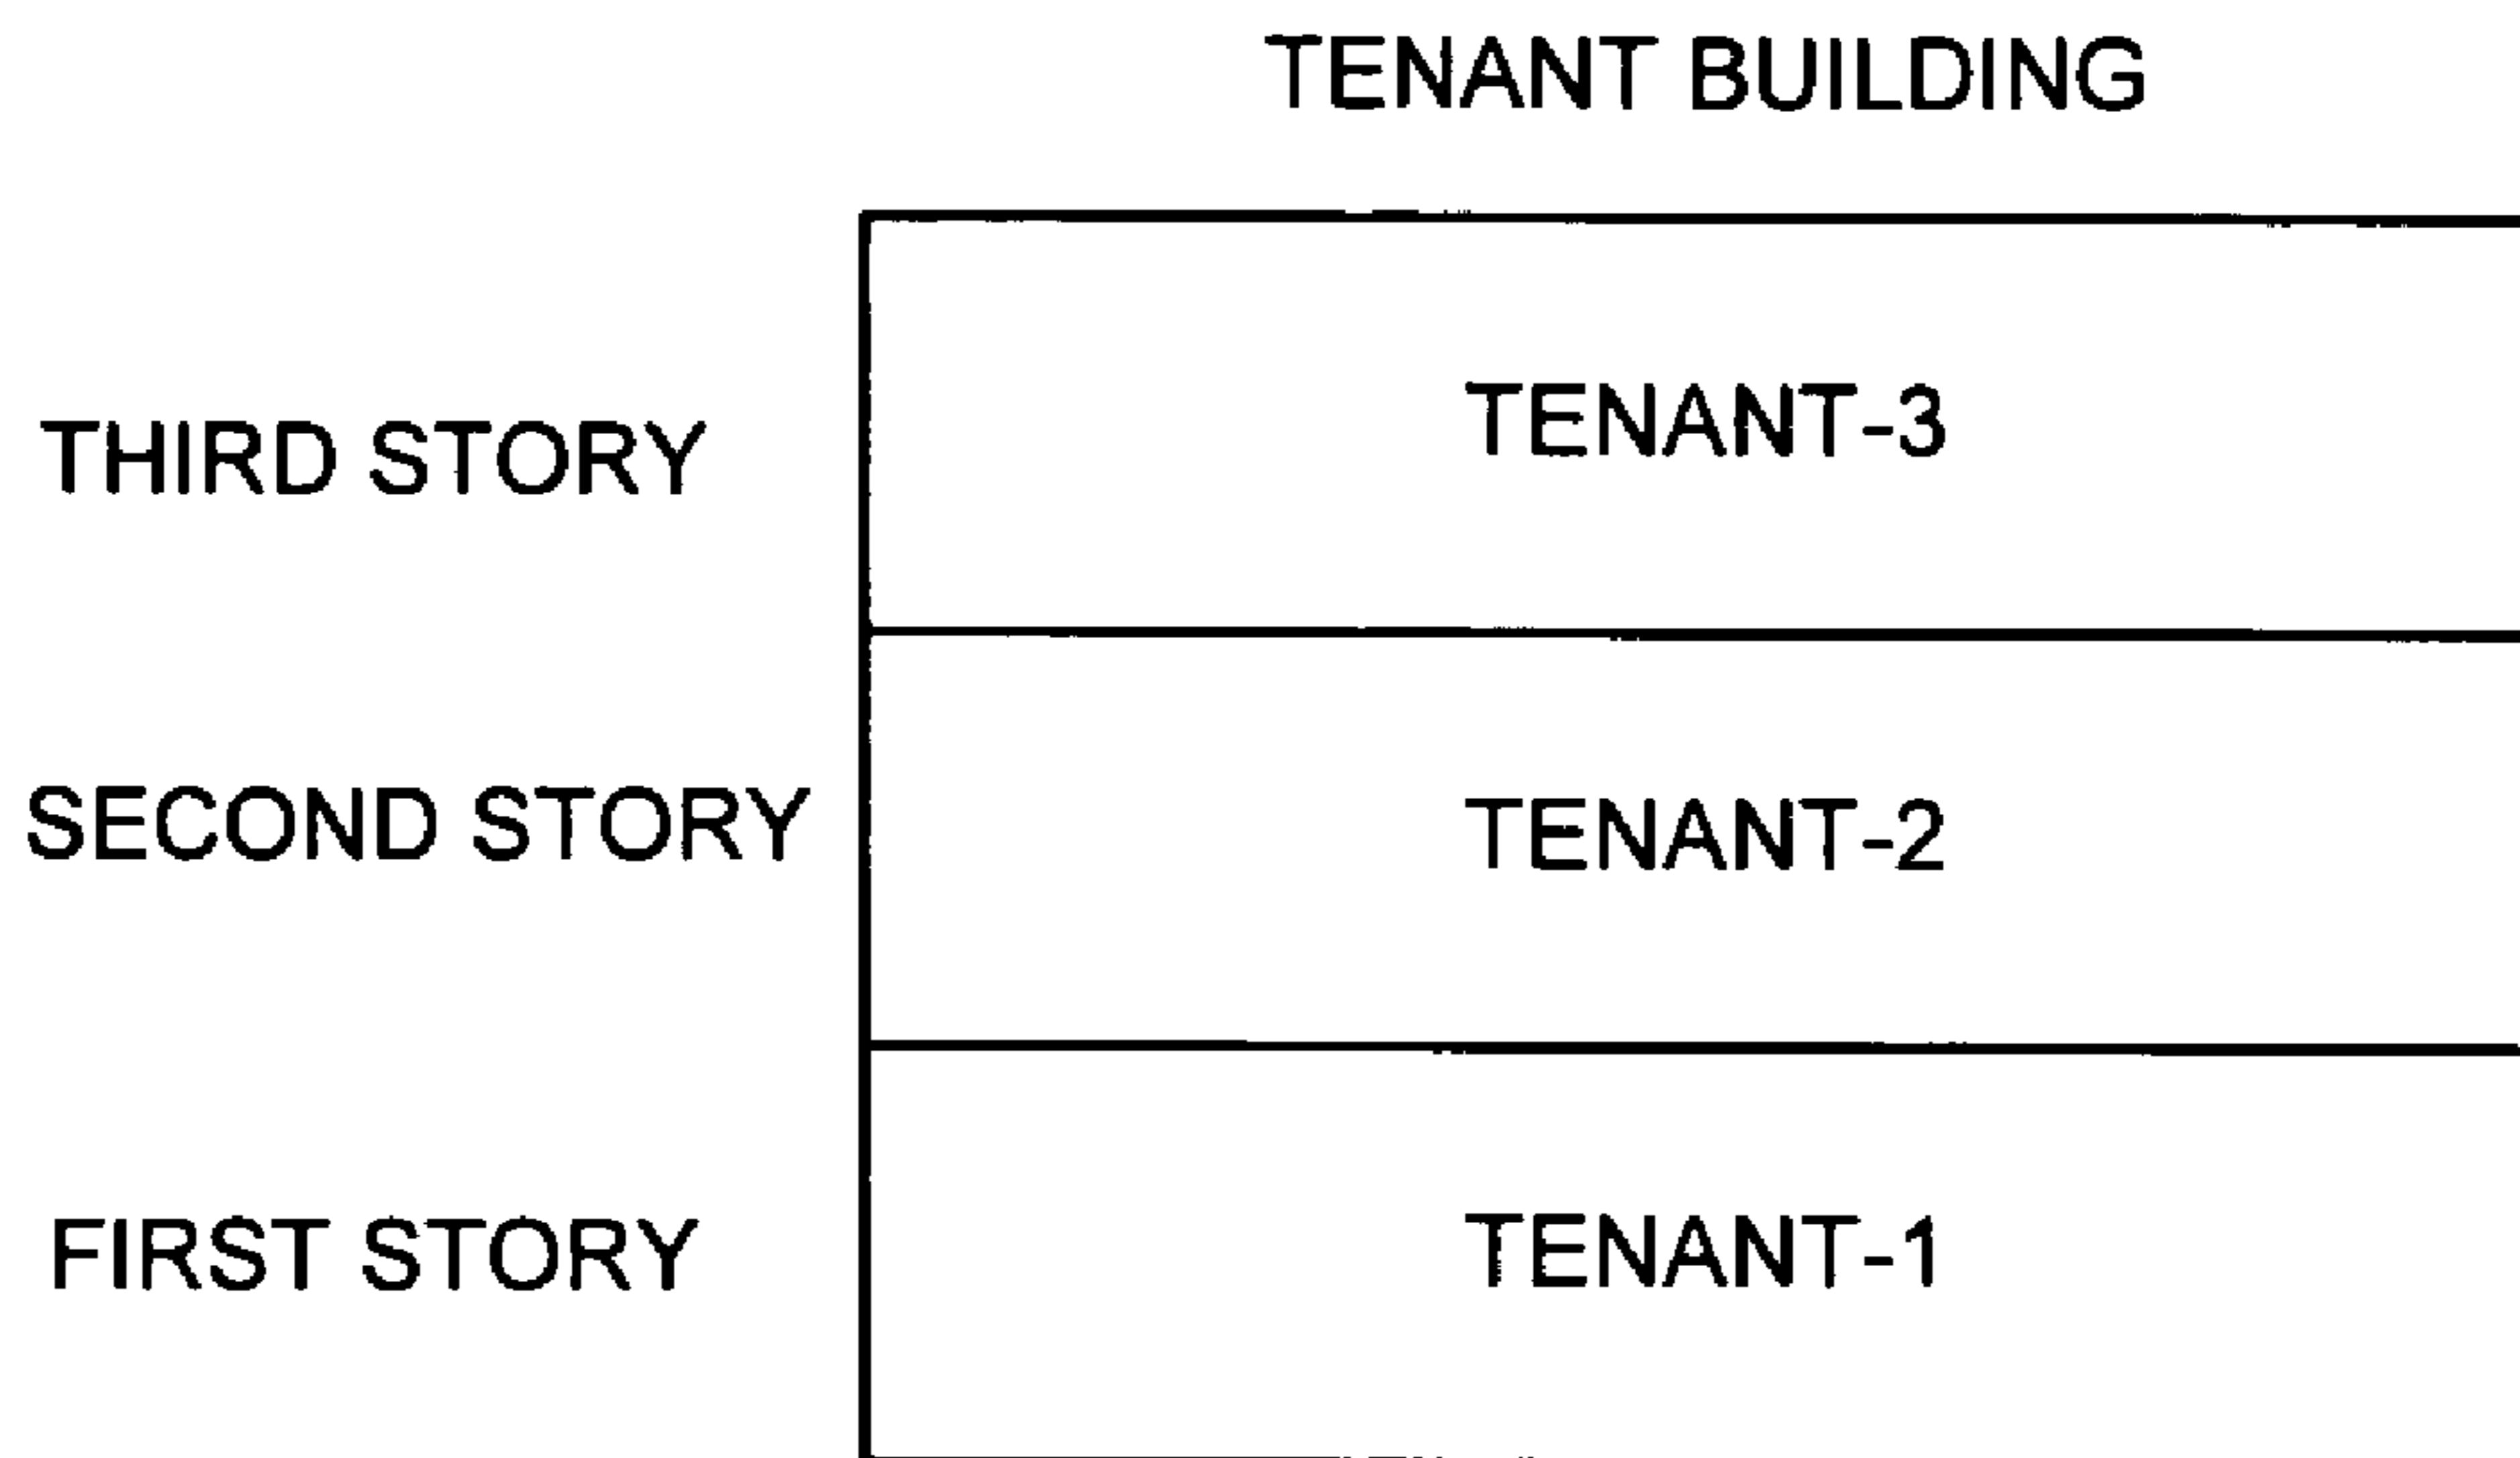 TENANT BUILDING
THIRD STORY
TENANT-3
SECOND STORY
TENANT-2
FIRST STORY
TENANT-1